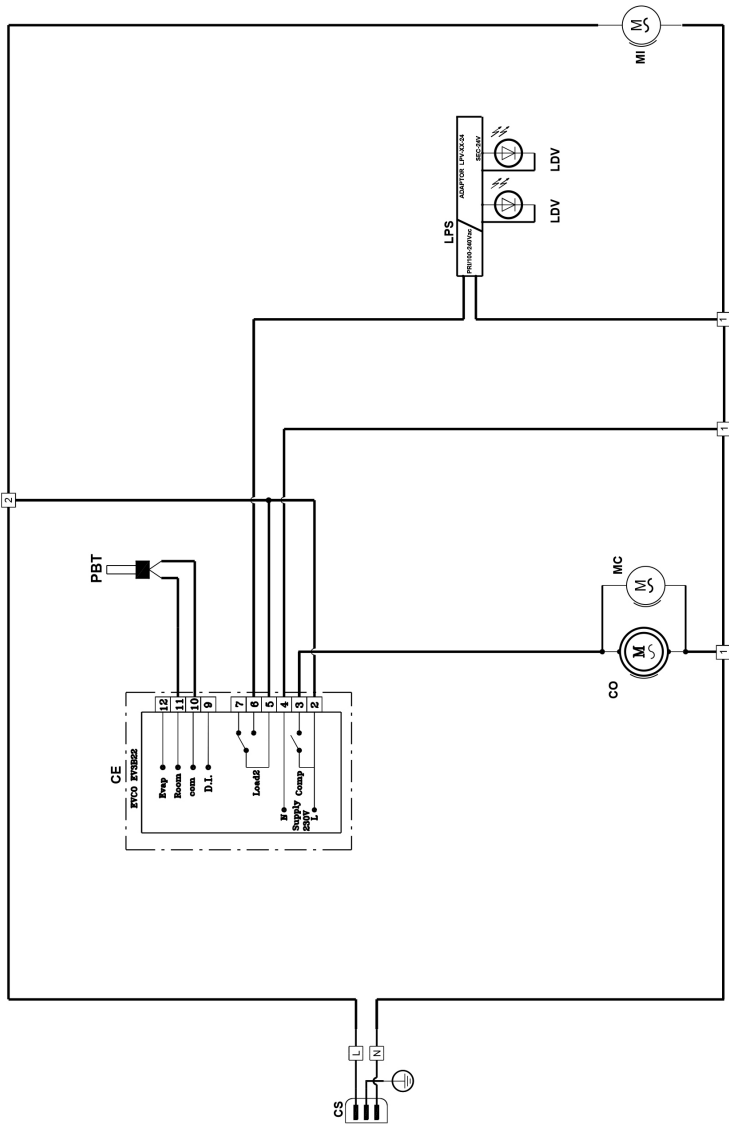 CS
L
N
2
CE
EVCO EV3B22
Evap
Room
com
D.I.
Load2
Comp
Supply
230V
N
L
12
11
10
9
7
6
5
4
3
2
PBT
CO
M
MC
M
1
1
1
LPS
PRI/100-240Vac
ADAPTOR LPV-XX-24
SEC-24V
LDV
LDV
MI
M